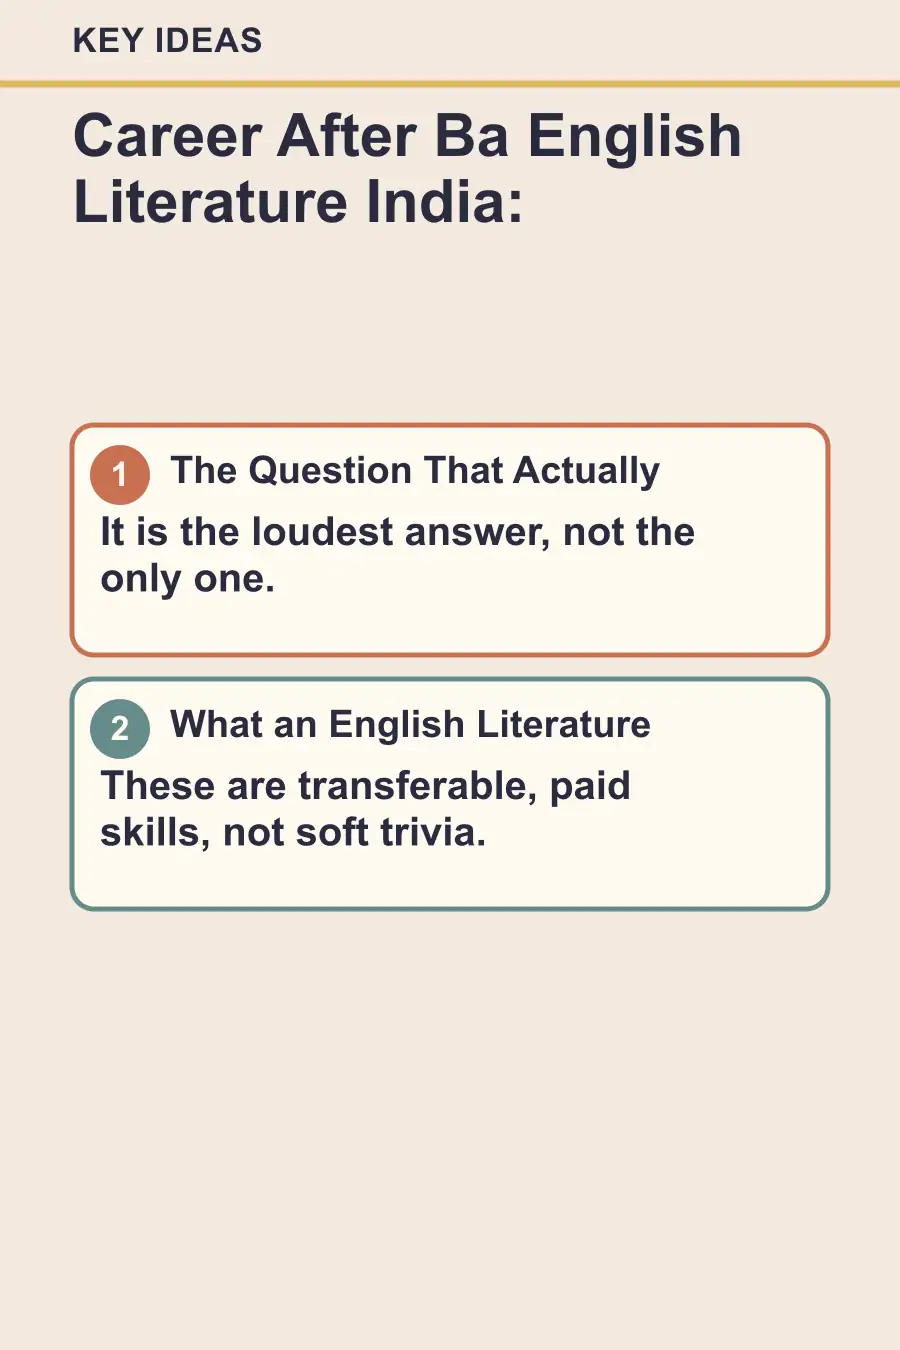 KEY IDEAS
Career After Ba English
Literature India:
1 The Question That Actually
It is the loudest answer, not the
only one.
2 What an English Literature
These are transferable, paid
skills, not soft trivia.